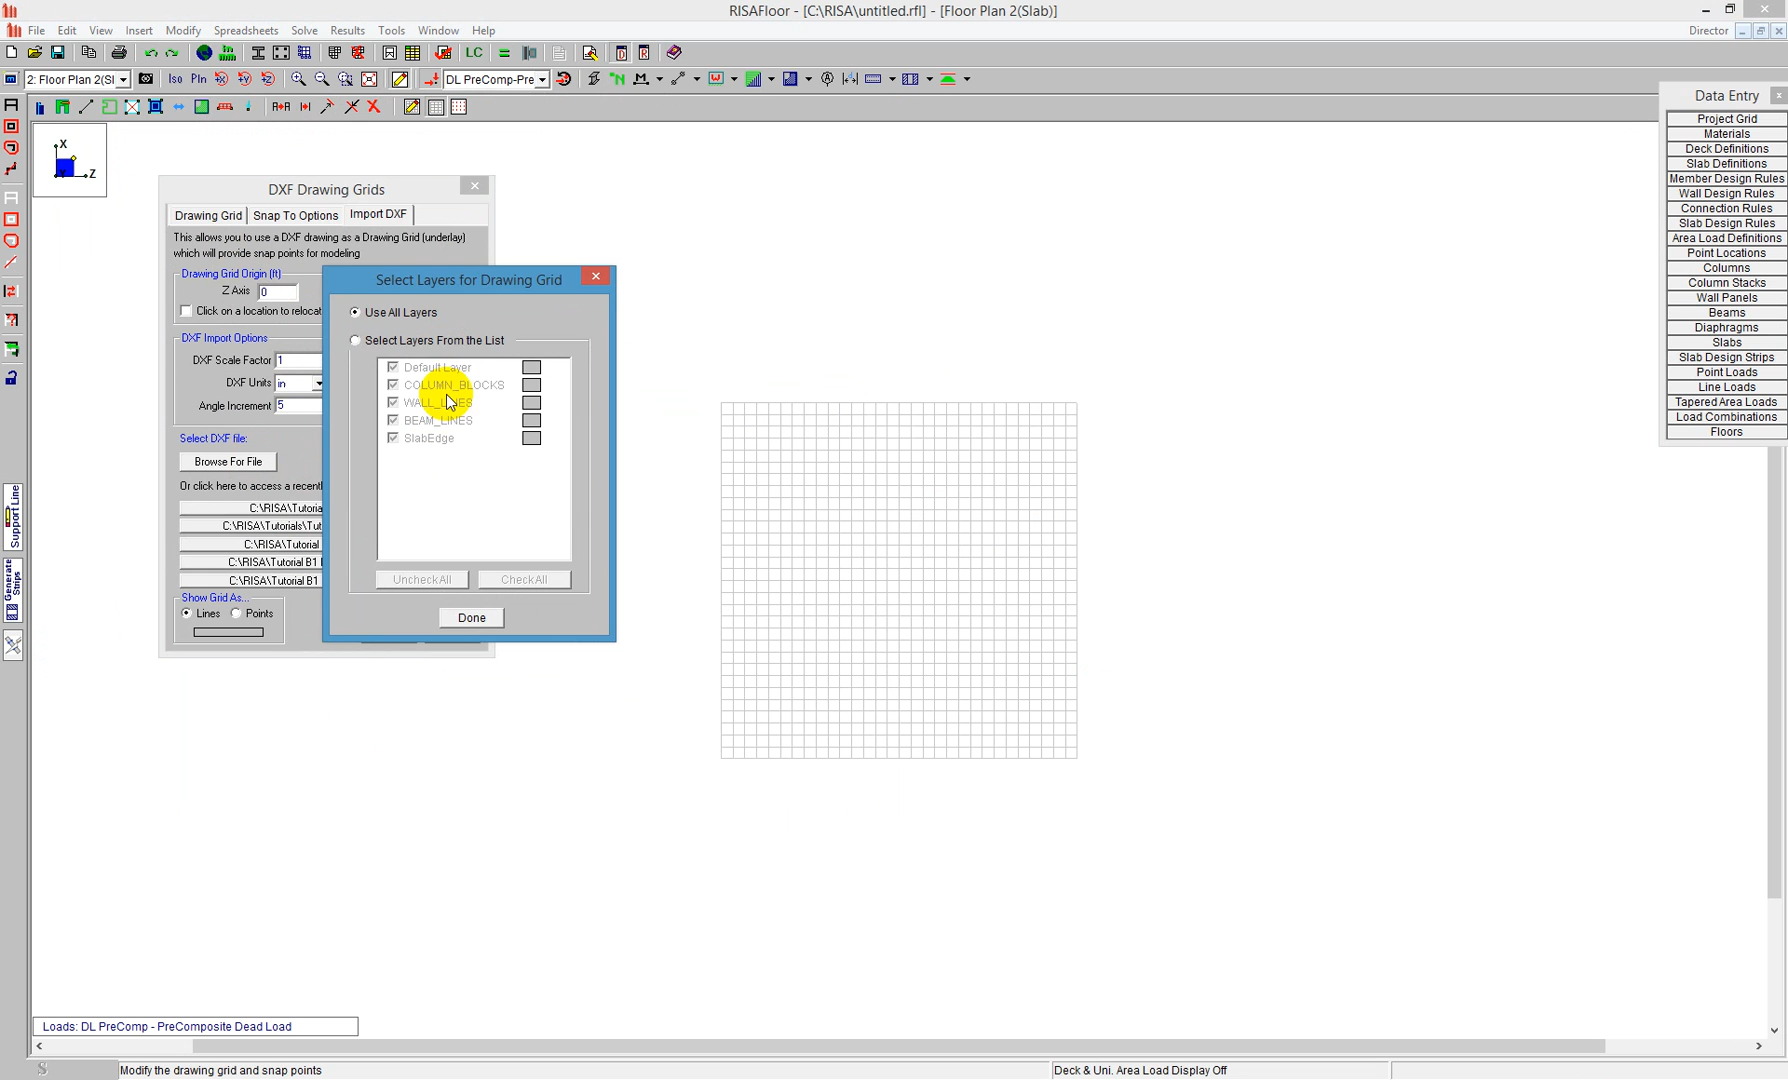 RISAFloor - [C:\RISA\untitled.rfl] - [Floor Plan 2(Slab)]
File Edit View Insert Modify Spreadsheets Solve Results Tools Window Help
Director
LC
2: Floor Plan 2(Sl
Iso Pln
DL PreComp-Pre
Data Entry
Project Grid
Materials
Deck Definitions
Slab Definitions
Member Design Rules
Wall Design Rules
Connection Rules
Slab Design Rules
Area Load Definitions
Point Locations
Columns
Column Stacks
Wall Panels
Beams
Diaphragms
Slabs
Slab Design Strips
Point Loads
Line Loads
Tapered Area Loads
Load Combinations
Floors
X
Y
Z
Support Line
Generate Strips
DXF Drawing Grids
Drawing Grid Snap To Options Import DXF
This allows you to use a DXF drawing as a Drawing Grid (underlay)
which will provide snap points for modeling
Drawing Grid Origin (ft)
Z Axis 0
Click on a location to relocat
DXF Import Options
DXF Scale Factor 1
DXF Units in
Angle Increment 5
Select DXF file:
Browse For File
Or click here to access a recentl
C:\RISA\Tutoria
C:\RISA\Tutorials\Tut
C:\RISA\Tutorial
C:\RISA\Tutorial B1
C:\RISA\Tutorial B1
Show Grid As...
Lines Points
Select Layers for Drawing Grid
Use All Layers
Select Layers From the List
Default Layer
COLUMN_BLOCKS
WALL_LINES
BEAM_LINES
SlabEdge
UncheckAll CheckAll
Done
Loads: DL PreComp - PreComposite Dead Load
S
Modify the drawing grid and snap points
Deck & Uni. Area Load Display Off